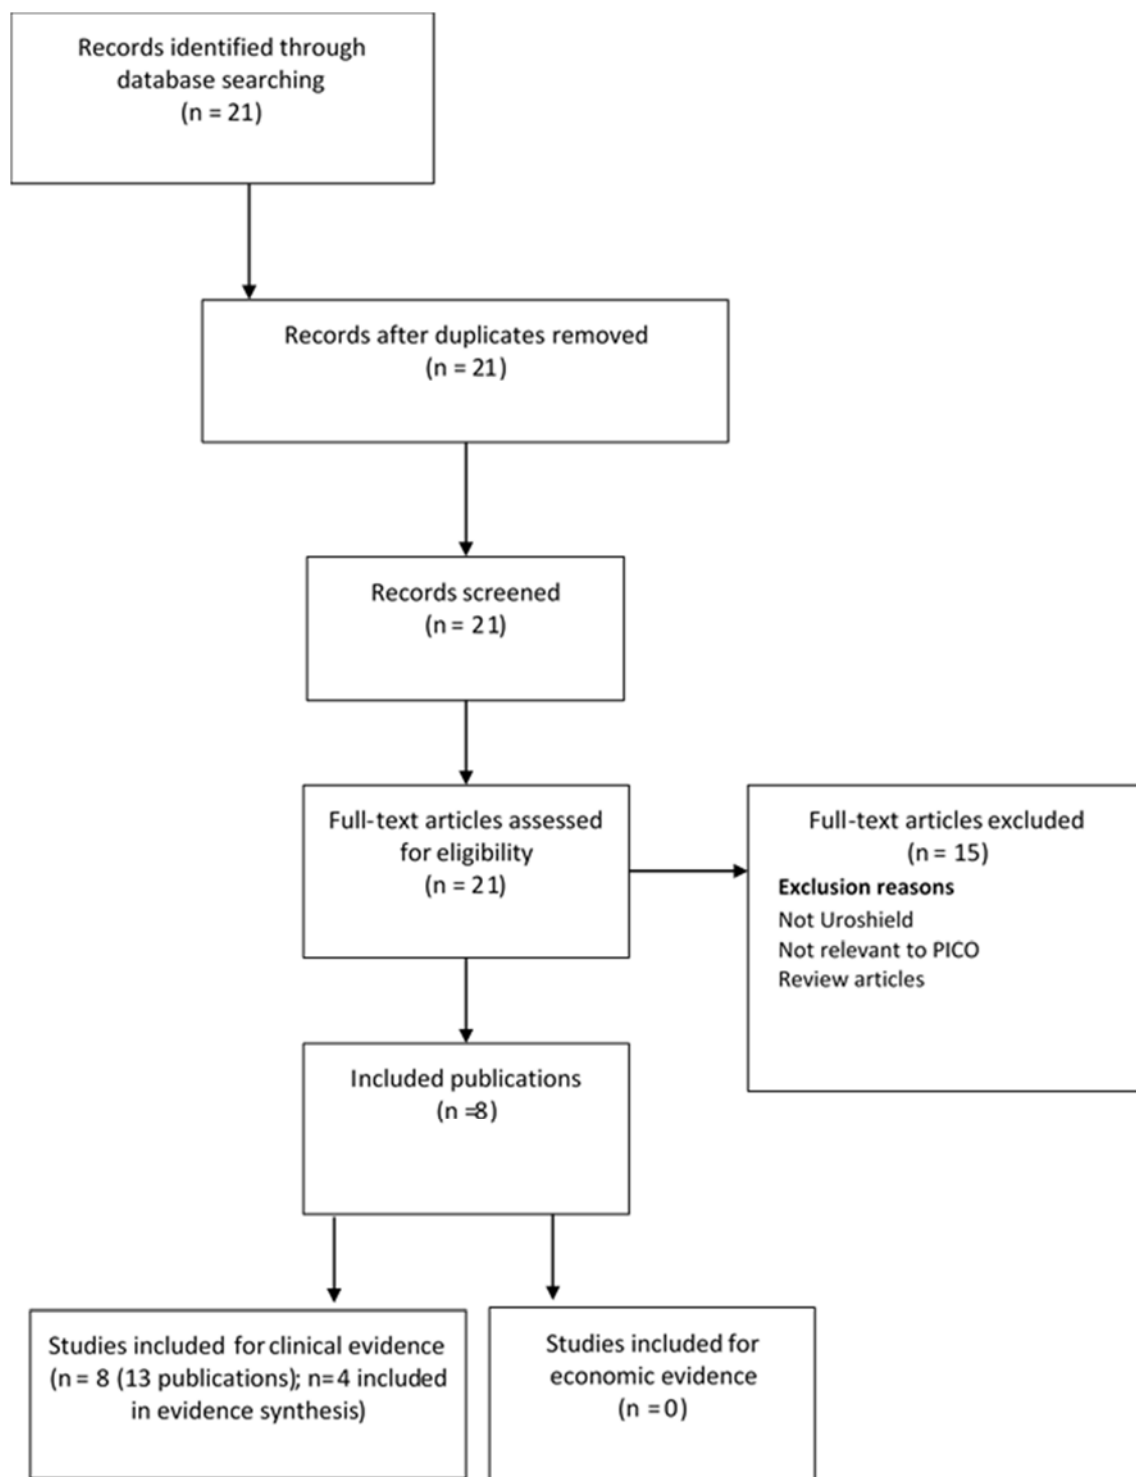 Records identified through
database searching
(n = 21)
Records after duplicates removed
(n = 21)
Records screened
(n = 21)
Full-text articles assessed
for eligibility
(n = 21)
Full-text articles excluded
(n = 15)
Exclusion reasons
Not Uroshield
Not relevant to PICO
Review articles
Included publications
(n =8)
Studies included for clinical evidence
(n = 8 (13 publications); n=4 included
in evidence synthesis)
Studies included for
economic evidence
(n =0)